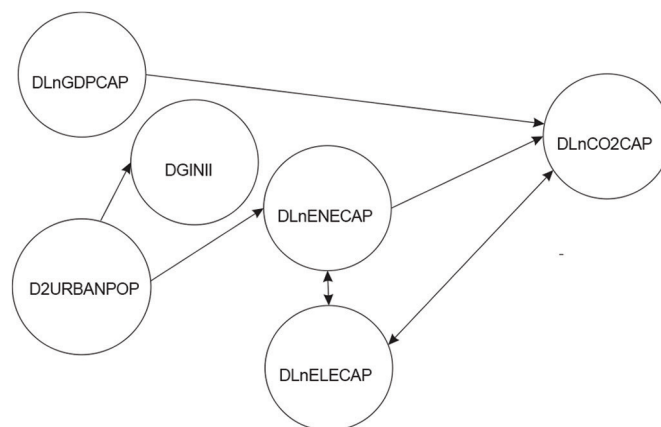 DLnGDPCAP
DLnCO2CAP
DGINII
DLnENECAP
D2URBANPOP
DLnELECAP